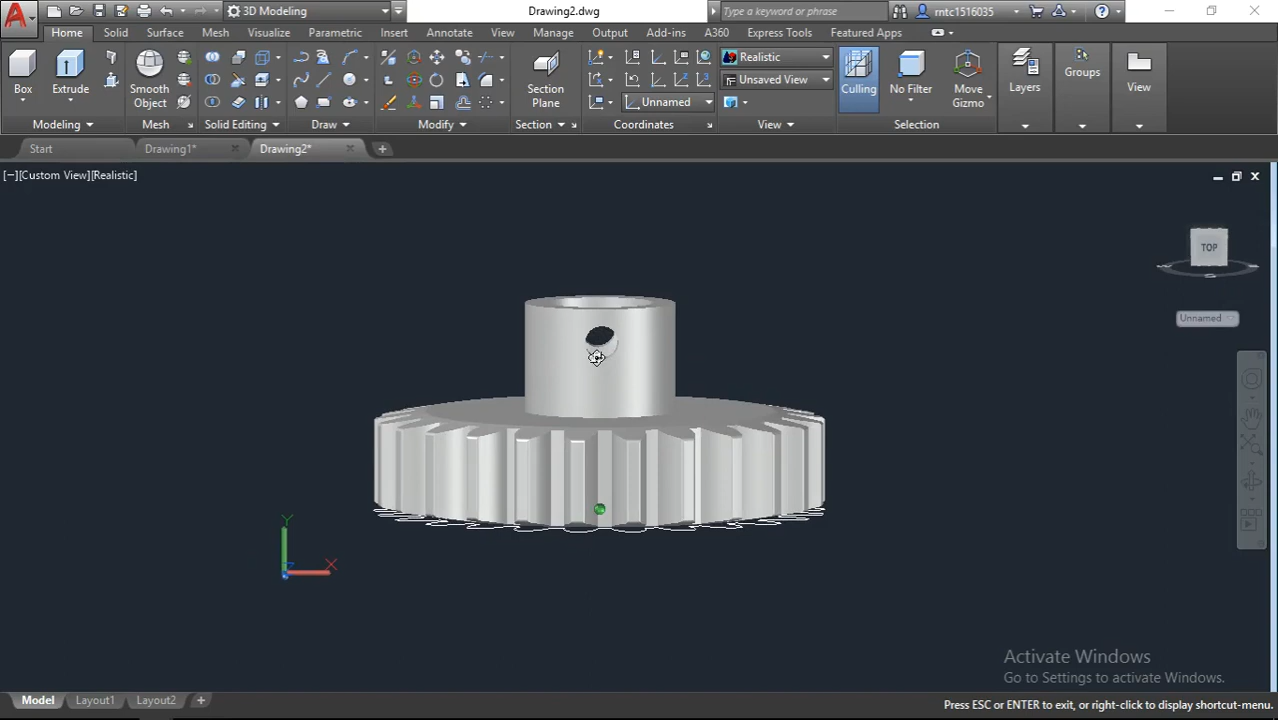 3D Modeling
Drawing2.dwg
Type a keyword or phrase
rntc1516035
Home Solid Surface Mesh Visualize Parametric Insert Annotate View Manage Output Add-ins A360 Express Tools Featured Apps
Realistic
Unsaved View
Unnamed
Box Extrude Smooth Object Section Plane Culling No Filter Move Gizmo Layers Groups View
Modeling Mesh Solid Editing Draw Modify Section Coordinates View Selection
Start Drawing1* Drawing2*
[−][Custom View][Realistic]
TOP
Unnamed
Y
X
Z
Activate Windows
Go to Settings to activate Windows.
Model Layout1 Layout2
Press ESC or ENTER to exit, or right-click to display shortcut-menu.